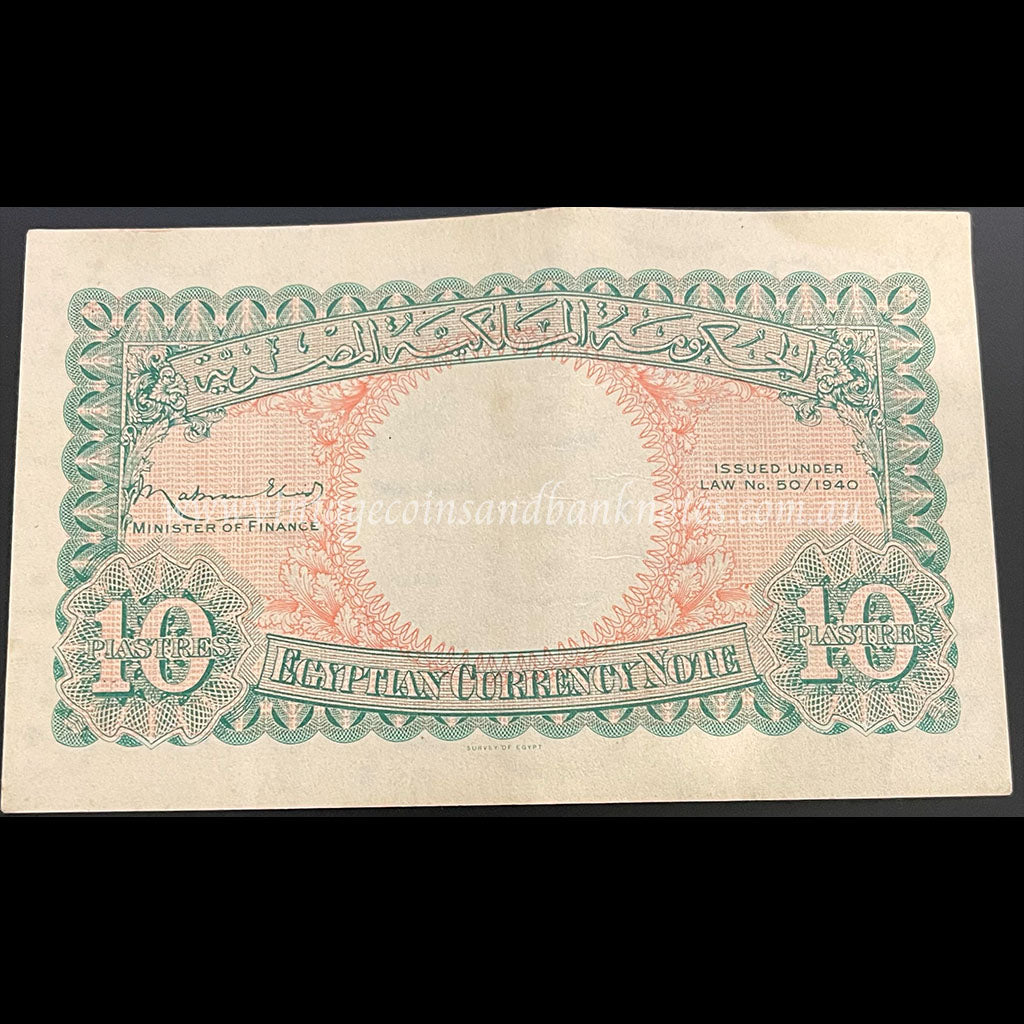 الحكومة المالكية المصرية
ISSUED UNDER
LAW No. 50/1940
MINISTER OF FINANCE
www.vintagecoinsandbanknotes.com.au
10
PIASTRES
10
PIASTRES
EGYPTIAN CURRENCY NOTE
SURVEY OF EGYPT